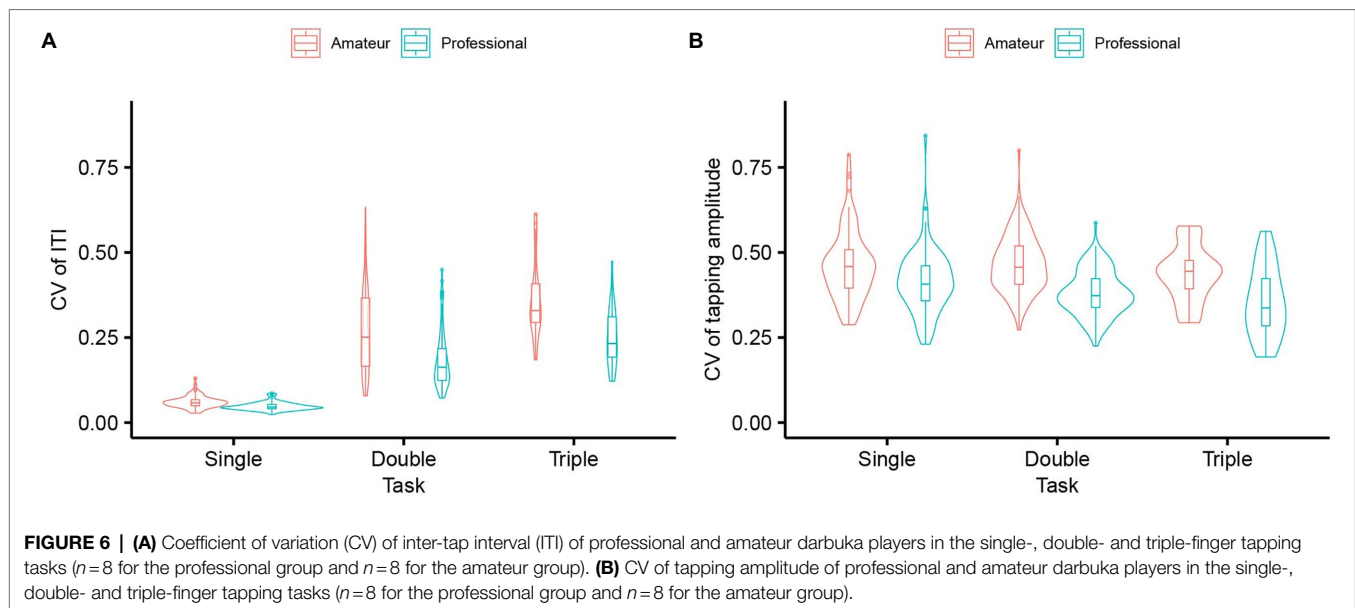 A
Amateur Professional
CV of ITI
0.75
0.50
0.25
0.00
Single Double Triple
Task
B
Amateur Professional
CV of tapping amplitude
0.75
0.50
0.25
0.00
Single Double Triple
Task
FIGURE 6 | (A) Coefficient of variation (CV) of inter-tap interval (ITI) of professional and amateur darbuka players in the single-, double- and triple-finger tapping
tasks (n = 8 for the professional group and n = 8 for the amateur group). (B) CV of tapping amplitude of professional and amateur darbuka players in the single-,
double- and triple-finger tapping tasks (n = 8 for the professional group and n = 8 for the amateur group).